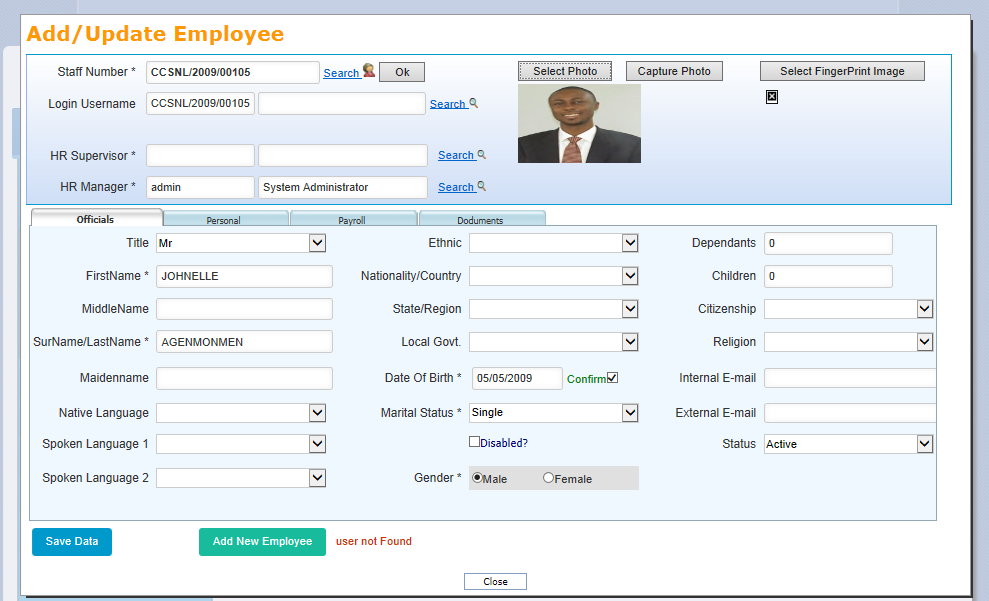 Add/Update Employee
Staff Number * CCSNL/2009/00105 Search Ok Select Photo Capture Photo Select FingerPrint Image
Login Username CCSNL/2009/00105 Search
HR Supervisor * Search
HR Manager * admin System Administrator Search
Officials Personal Payroll Doduments
Title Mr Ethnic Dependants 0
FirstName * JOHNELLE Nationality/Country Children 0
MiddleName State/Region Citizenship
SurName/LastName * AGENMONMEN Local Govt. Religion
Maidenname Date Of Birth * 05/05/2009 Confirm Internal E-mail
Native Language Marital Status * Single External E-mail
Spoken Language 1 Disabled? Status Active
Spoken Language 2 Gender * Male Female
Save Data Add New Employee user not Found
Close